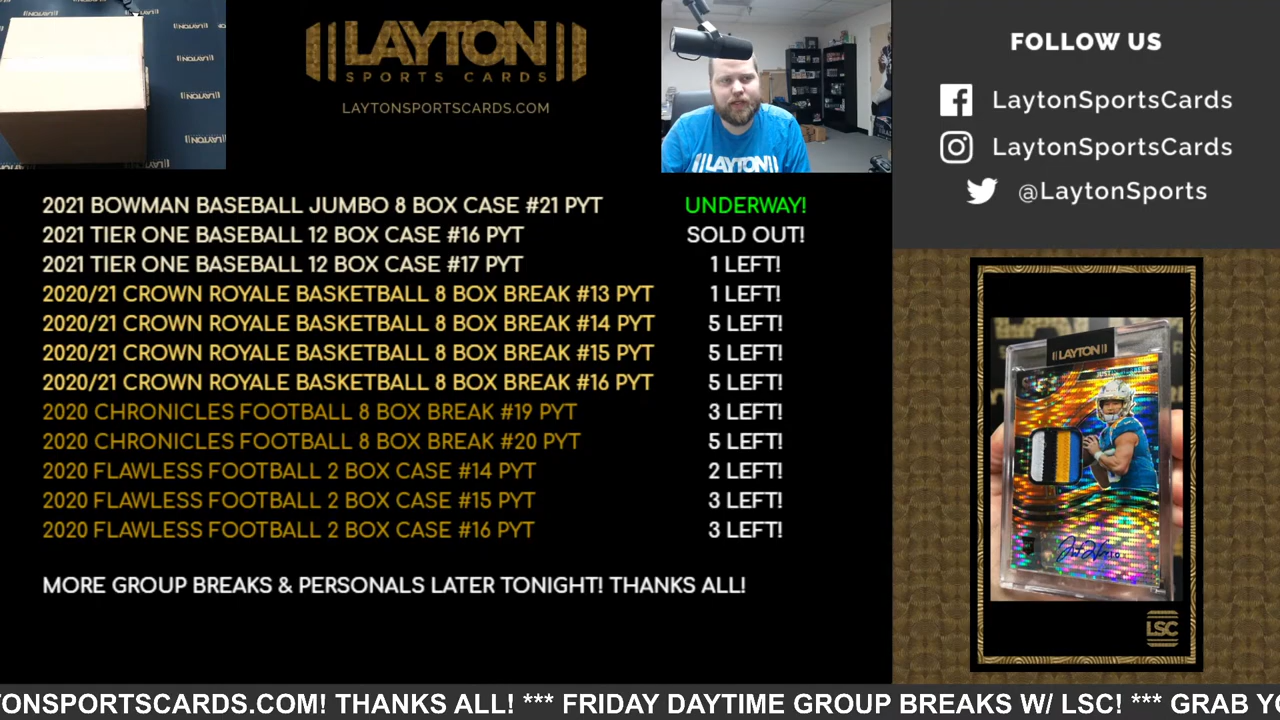 LAYTON
SPORTS CARDS
LAYTONSPORTSCARDS.COM
LAYTON
FOLLOW US
LaytonSportsCards
LaytonSportsCards
@LaytonSports
2021 BOWMAN BASEBALL JUMBO 8 BOX CASE #21 PYT UNDERWAY!
2021 TIER ONE BASEBALL 12 BOX CASE #16 PYT SOLD OUT!
2021 TIER ONE BASEBALL 12 BOX CASE #17 PYT 1 LEFT!
2020/21 CROWN ROYALE BASKETBALL 8 BOX BREAK #13 PYT 1 LEFT!
2020/21 CROWN ROYALE BASKETBALL 8 BOX BREAK #14 PYT 5 LEFT!
2020/21 CROWN ROYALE BASKETBALL 8 BOX BREAK #15 PYT 5 LEFT!
2020/21 CROWN ROYALE BASKETBALL 8 BOX BREAK #16 PYT 5 LEFT!
2020 CHRONICLES FOOTBALL 8 BOX BREAK #19 PYT 3 LEFT!
2020 CHRONICLES FOOTBALL 8 BOX BREAK #20 PYT 5 LEFT!
2020 FLAWLESS FOOTBALL 2 BOX CASE #14 PYT 2 LEFT!
2020 FLAWLESS FOOTBALL 2 BOX CASE #15 PYT 3 LEFT!
2020 FLAWLESS FOOTBALL 2 BOX CASE #16 PYT 3 LEFT!
MORE GROUP BREAKS & PERSONALS LATER TONIGHT! THANKS ALL!
LAYTON
LSC
TONSPORTSCARDS.COM! THANKS ALL! *** FRIDAY DAYTIME GROUP BREAKS W/ LSC! *** GRAB YO